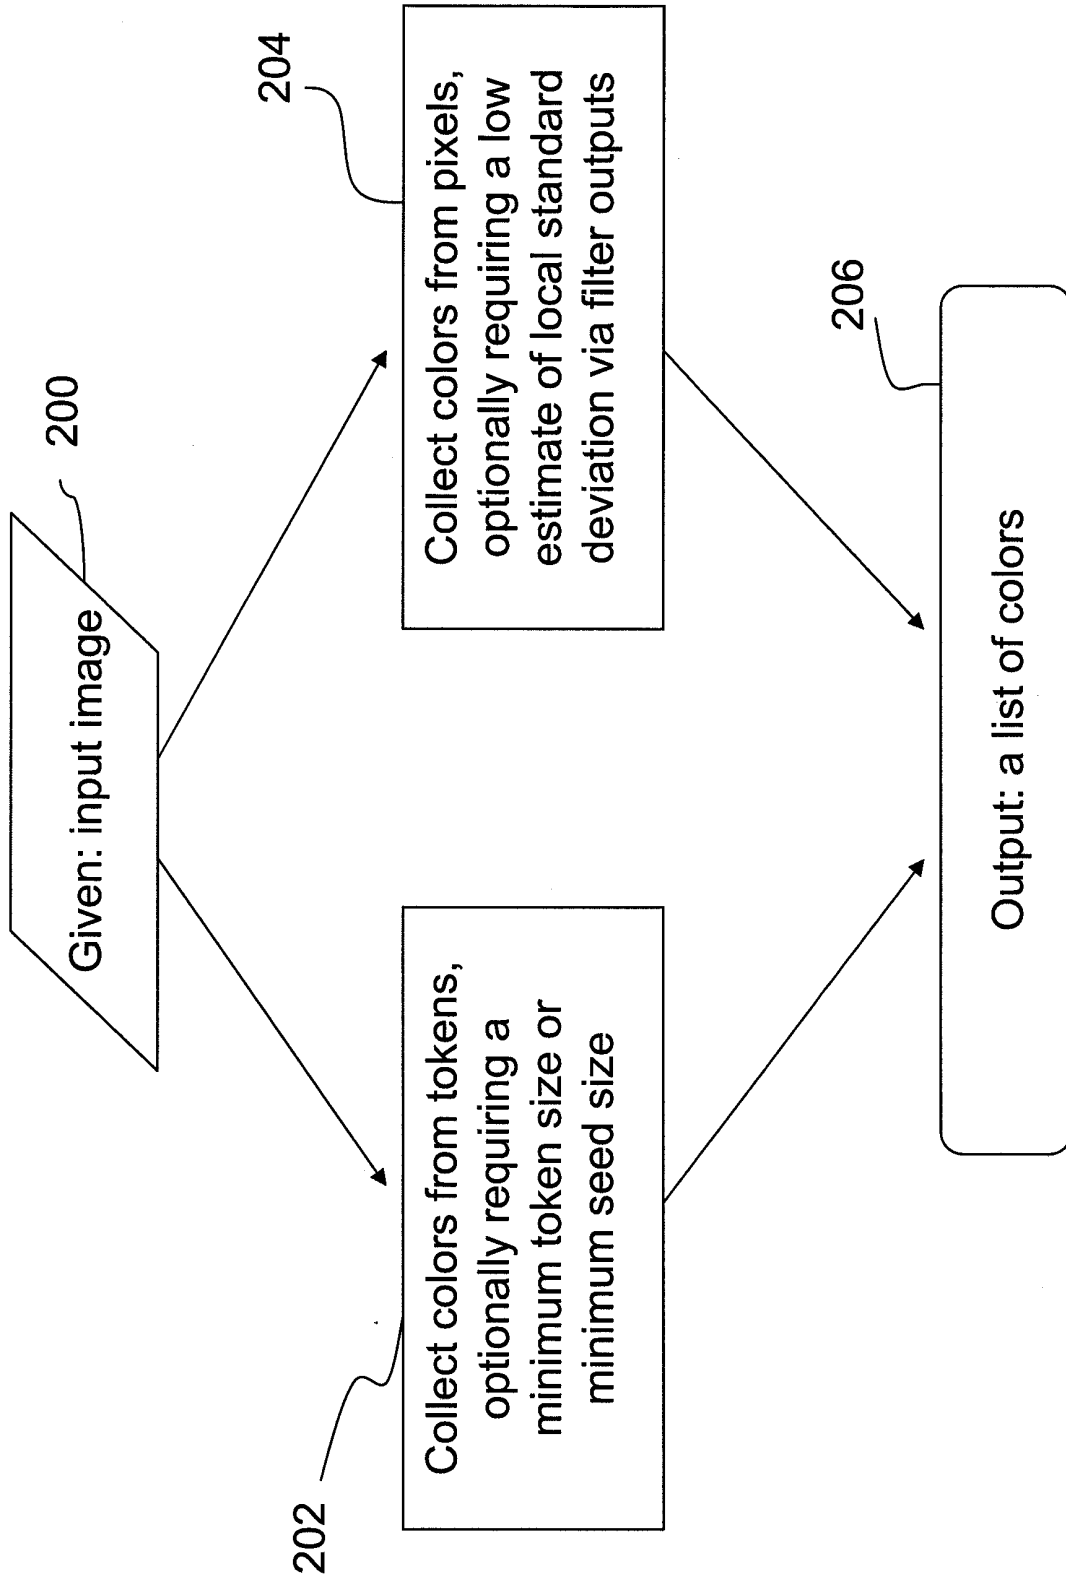 Given: input image
200
202
Collect colors from tokens,
optionally requiring a
minimum token size or
minimum seed size
204
Collect colors from pixels,
optionally requiring a low
estimate of local standard
deviation via filter outputs
206
Output: a list of colors